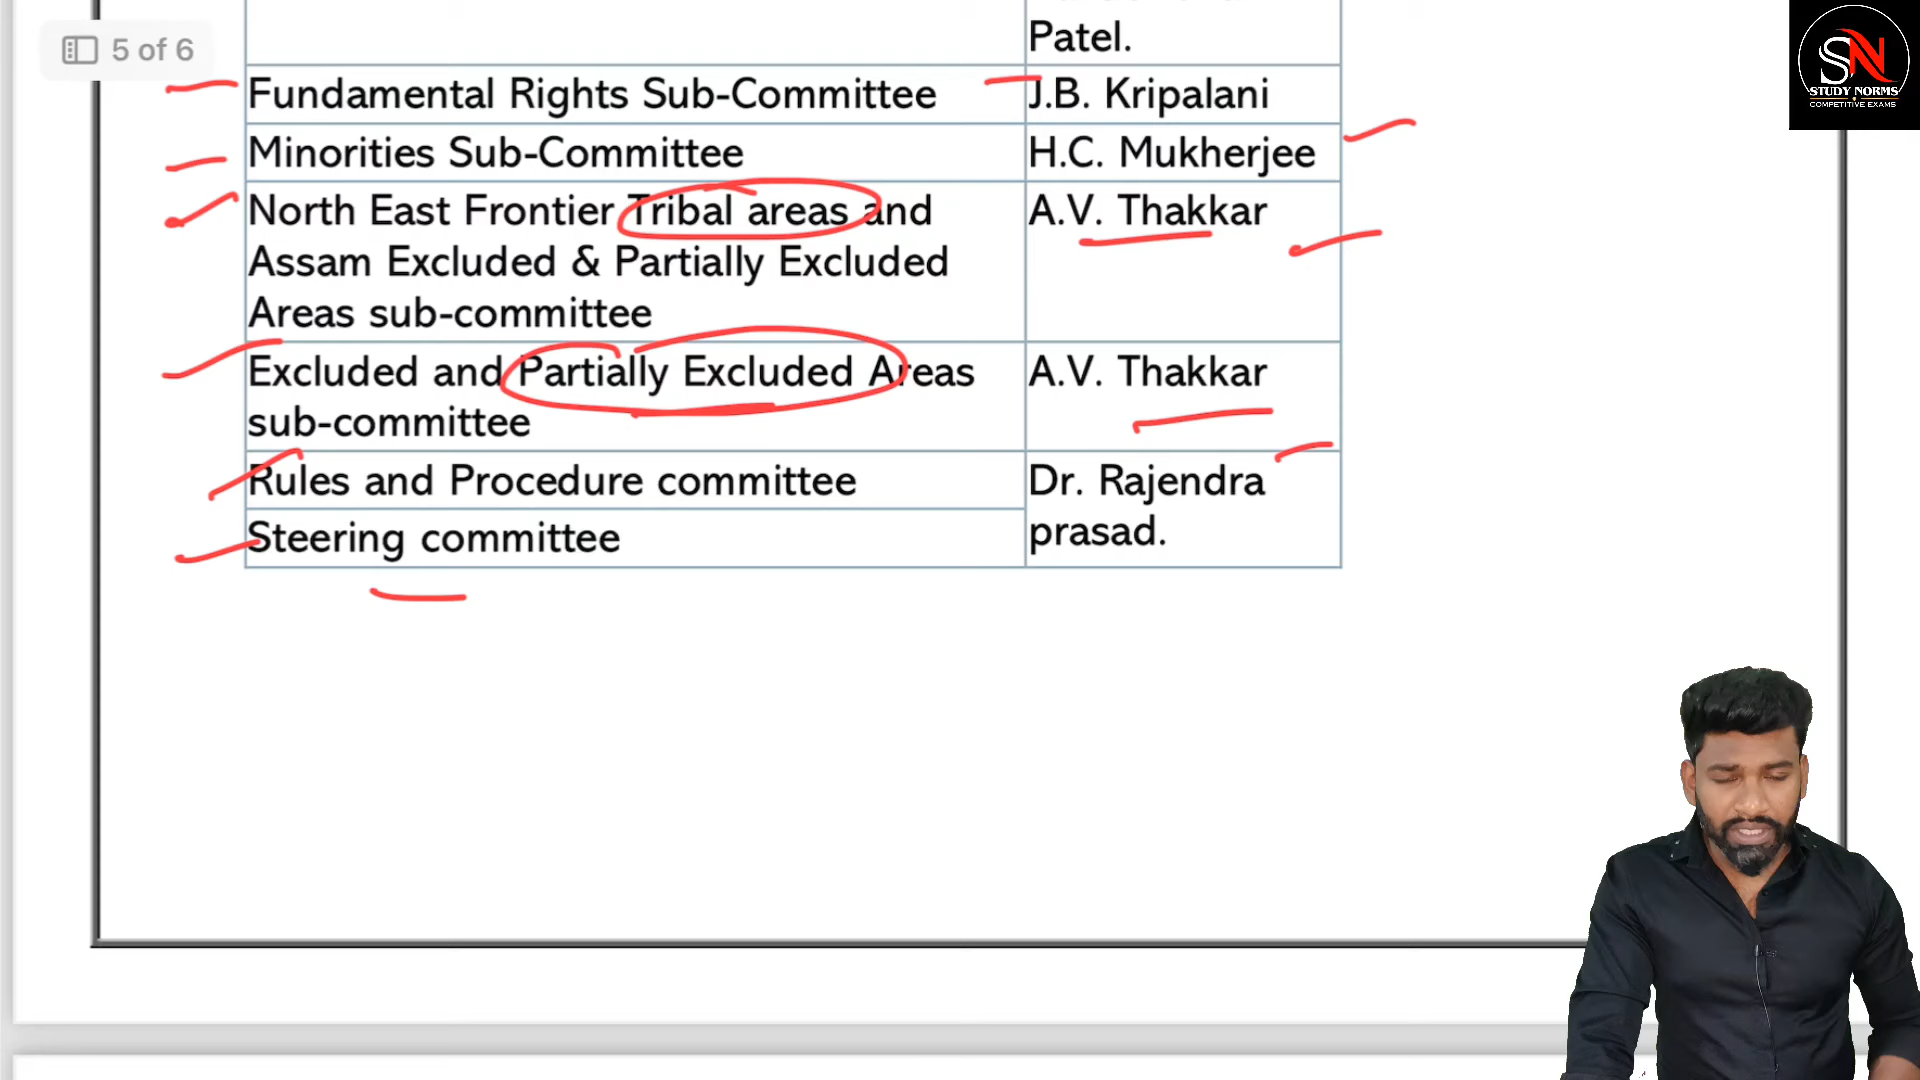 5 of 6
Patel.
Fundamental Rights Sub-Committee
J.B. Kripalani
Minorities Sub-Committee
H.C. Mukherjee
North East Frontier Tribal areas and
Assam Excluded & Partially Excluded
Areas sub-committee
A.V. Thakkar
Excluded and Partially Excluded Areas
sub-committee
A.V. Thakkar
Rules and Procedure committee
Steering committee
Dr. Rajendra
prasad.
SN
STUDY NORMS
COMPETITIVE EXAMS